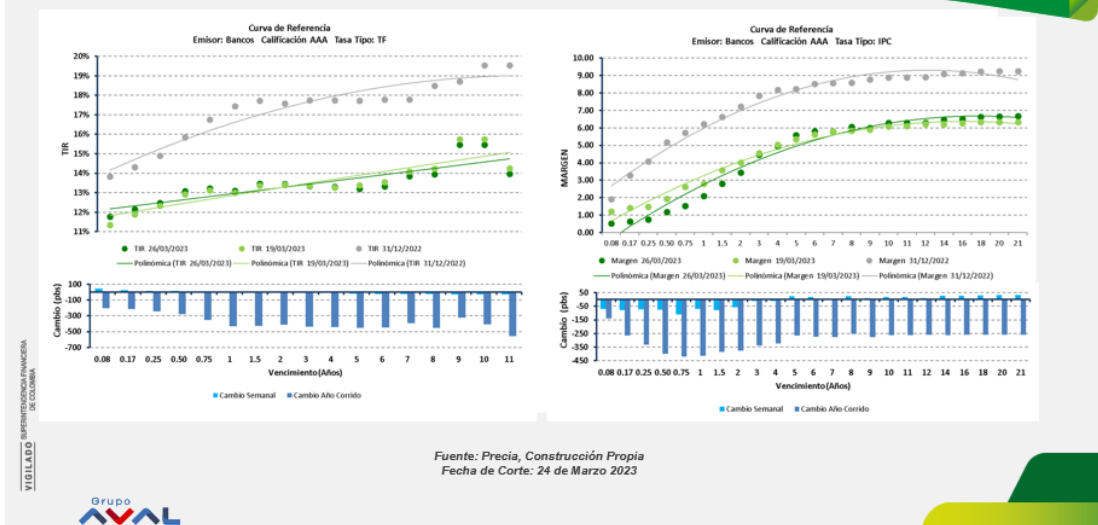 Curva de Referencia
Emisor: Bancos Calificación AAA Tasa Tipo: TF
20%
19%
18%
17%
16%
15%
14%
13%
12%
11%
TIR
TIR 26/03/2023 TIR 19/03/2023 TIR 31/12/2022
Polinómica (TIR 26/03/2023) Polinómica (TIR 19/03/2023) Polinómica (TIR 31/12/2022)
100
-100
-300
-500
-700
Cambio (pbs)
0.08 0.17 0.25 0.50 0.75 1 1.5 2 3 4 5 6 7 8 9 10 11
Vencimiento(Años)
Cambio Semanal Cambio Año Corrido
Curva de Referencia
Emisor: Bancos Calificación AAA Tasa Tipo: IPC
10.00
9.00
8.00
7.00
6.00
5.00
4.00
3.00
2.00
1.00
0.00
MARGEN
0.08 0.17 0.25 0.50 0.75 1 1.5 2 3 4 5 6 7 8 9 10 11 12 14 16 18 20 21
Margen 26/03/2023 Margen 19/03/2023 Margen 31/12/2022
Polinómica (Margen 26/03/2023) Polinómica (Margen 19/03/2023) Polinómica (Margen 31/12/2022)
50
-50
-150
-250
-350
-450
Cambio (pbs)
0.08 0.17 0.25 0.50 0.75 1 1.5 2 3 4 5 6 7 8 9 10 11 12 14 16 18 20 21
Vencimiento(Años)
Cambio Semanal Cambio Año Corrido
VIGILADO SUPERINTENDENCIA FINANCIERA
DE COLOMBIA
Fuente: Precia, Construcción Propia
Fecha de Corte: 24 de Marzo 2023
Grupo
AVAL